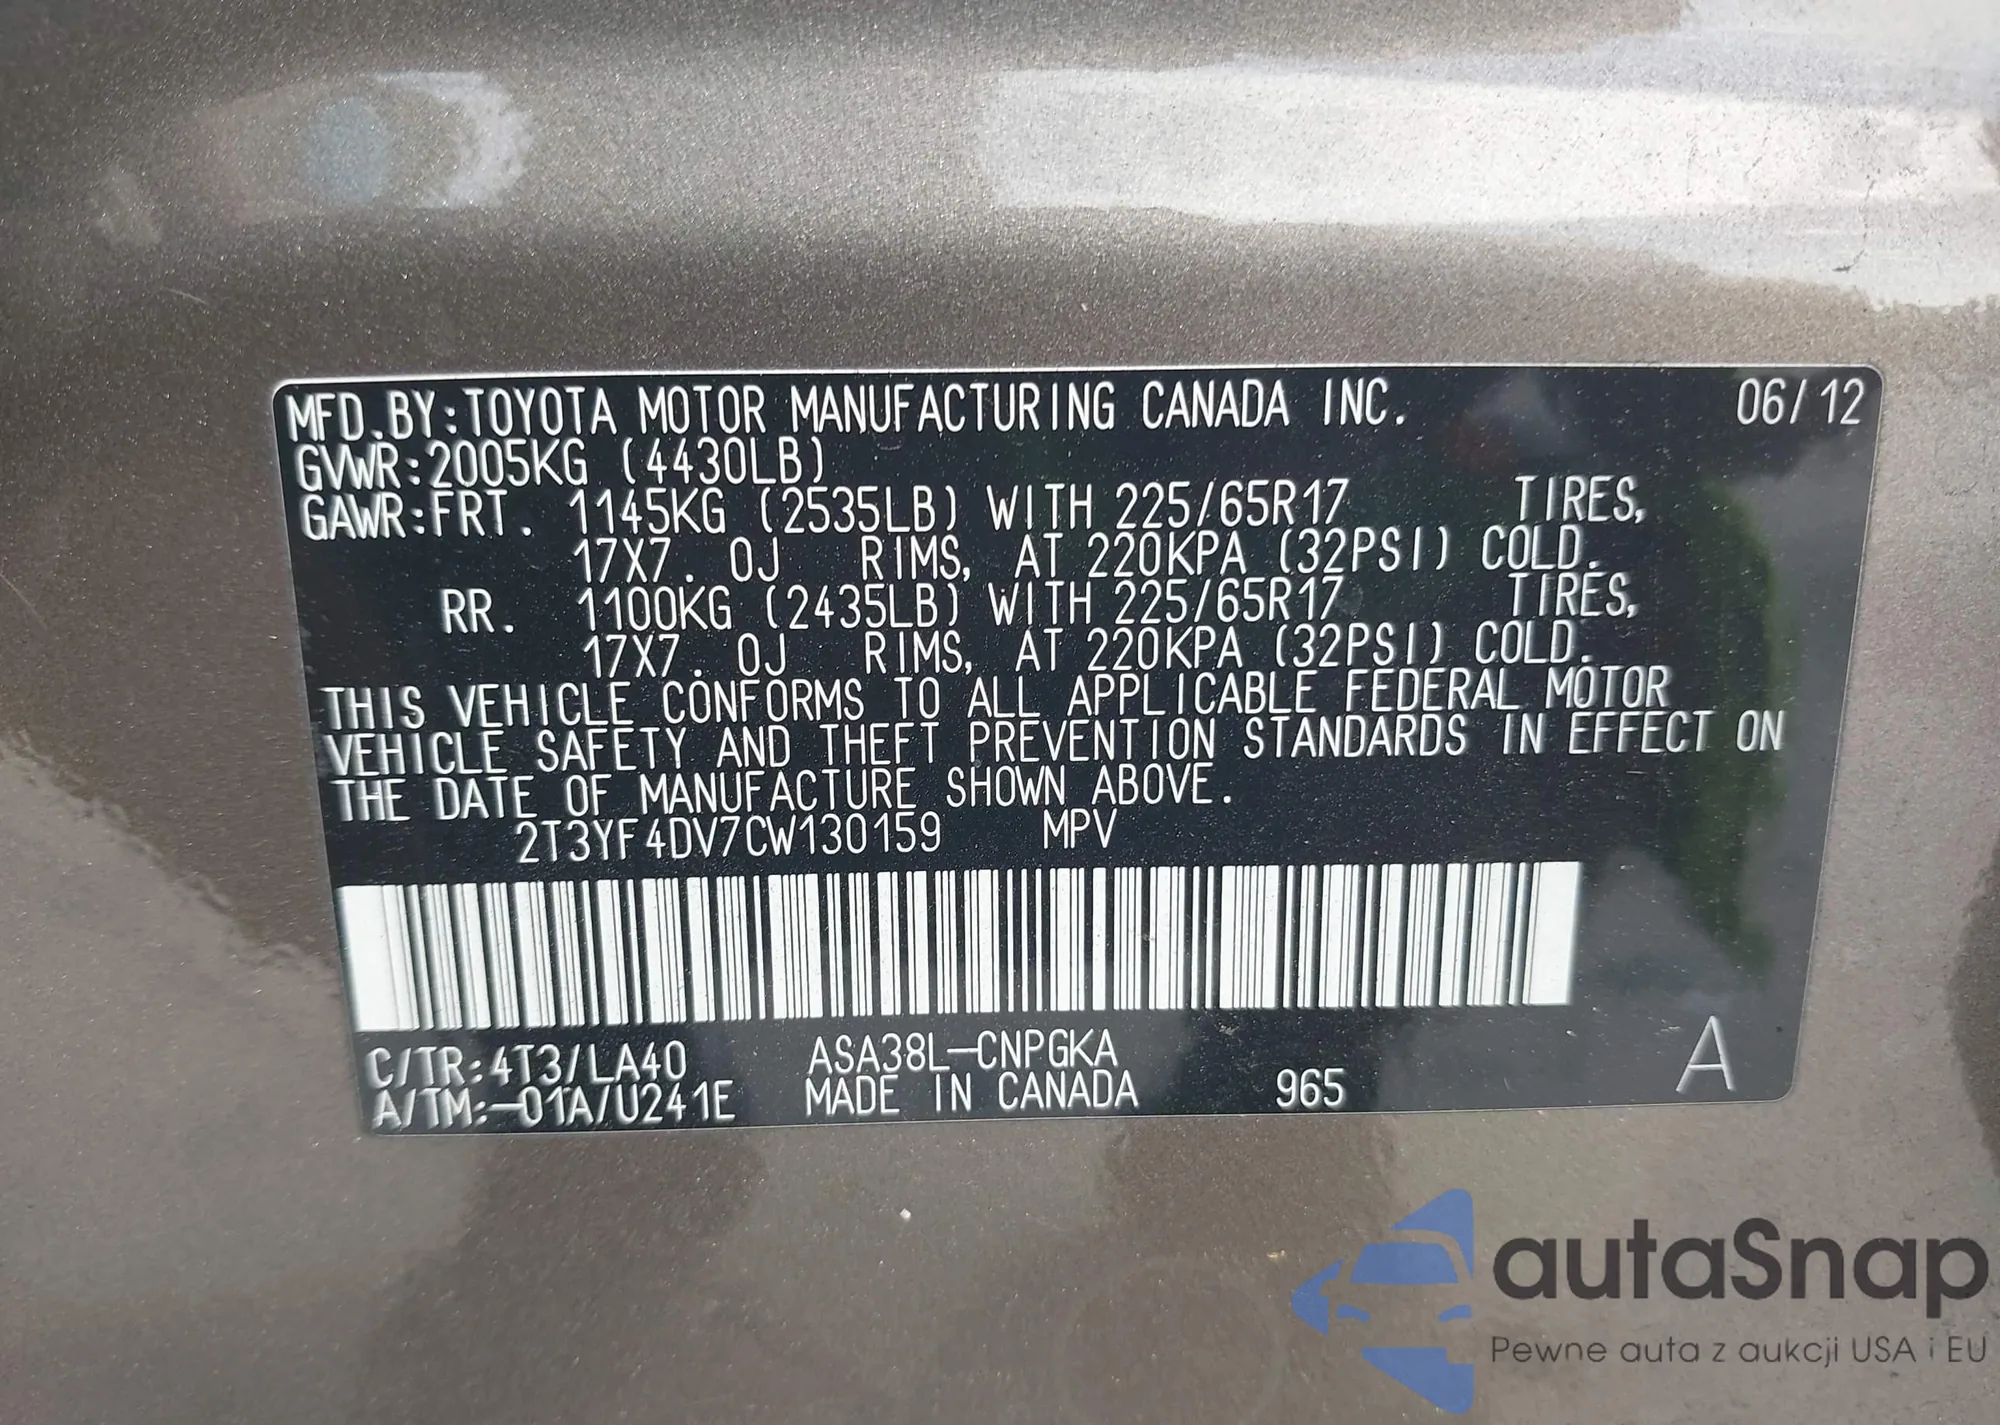 MFD.BY:TOYOTA MOTOR MANUFACTURING CANADA INC. 06/12
GVWR:2005KG (4430LB)
GAWR:FRT. 1145KG (2535LB) WITH 225/65R17 TIRES,
17X7.0J RIMS, AT 220KPA (32PSI) COLD.
RR. 1100KG (2435LB) WITH 225/65R17 TIRES,
17X7.0J RIMS, AT 220KPA (32PSI) COLD.
THIS VEHICLE CONFORMS TO ALL APPLICABLE FEDERAL MOTOR
VEHICLE SAFETY AND THEFT PREVENTION STANDARDS IN EFFECT ON
THE DATE OF MANUFACTURE SHOWN ABOVE.
2T3YF4DV7CW130159 MPV
C/TR:4T3/LA40 ASA38L-CNPGKA
A/TM:-01A/U241E MADE IN CANADA 965 A
autaSnap
Pewne auta z aukcji USA i EU